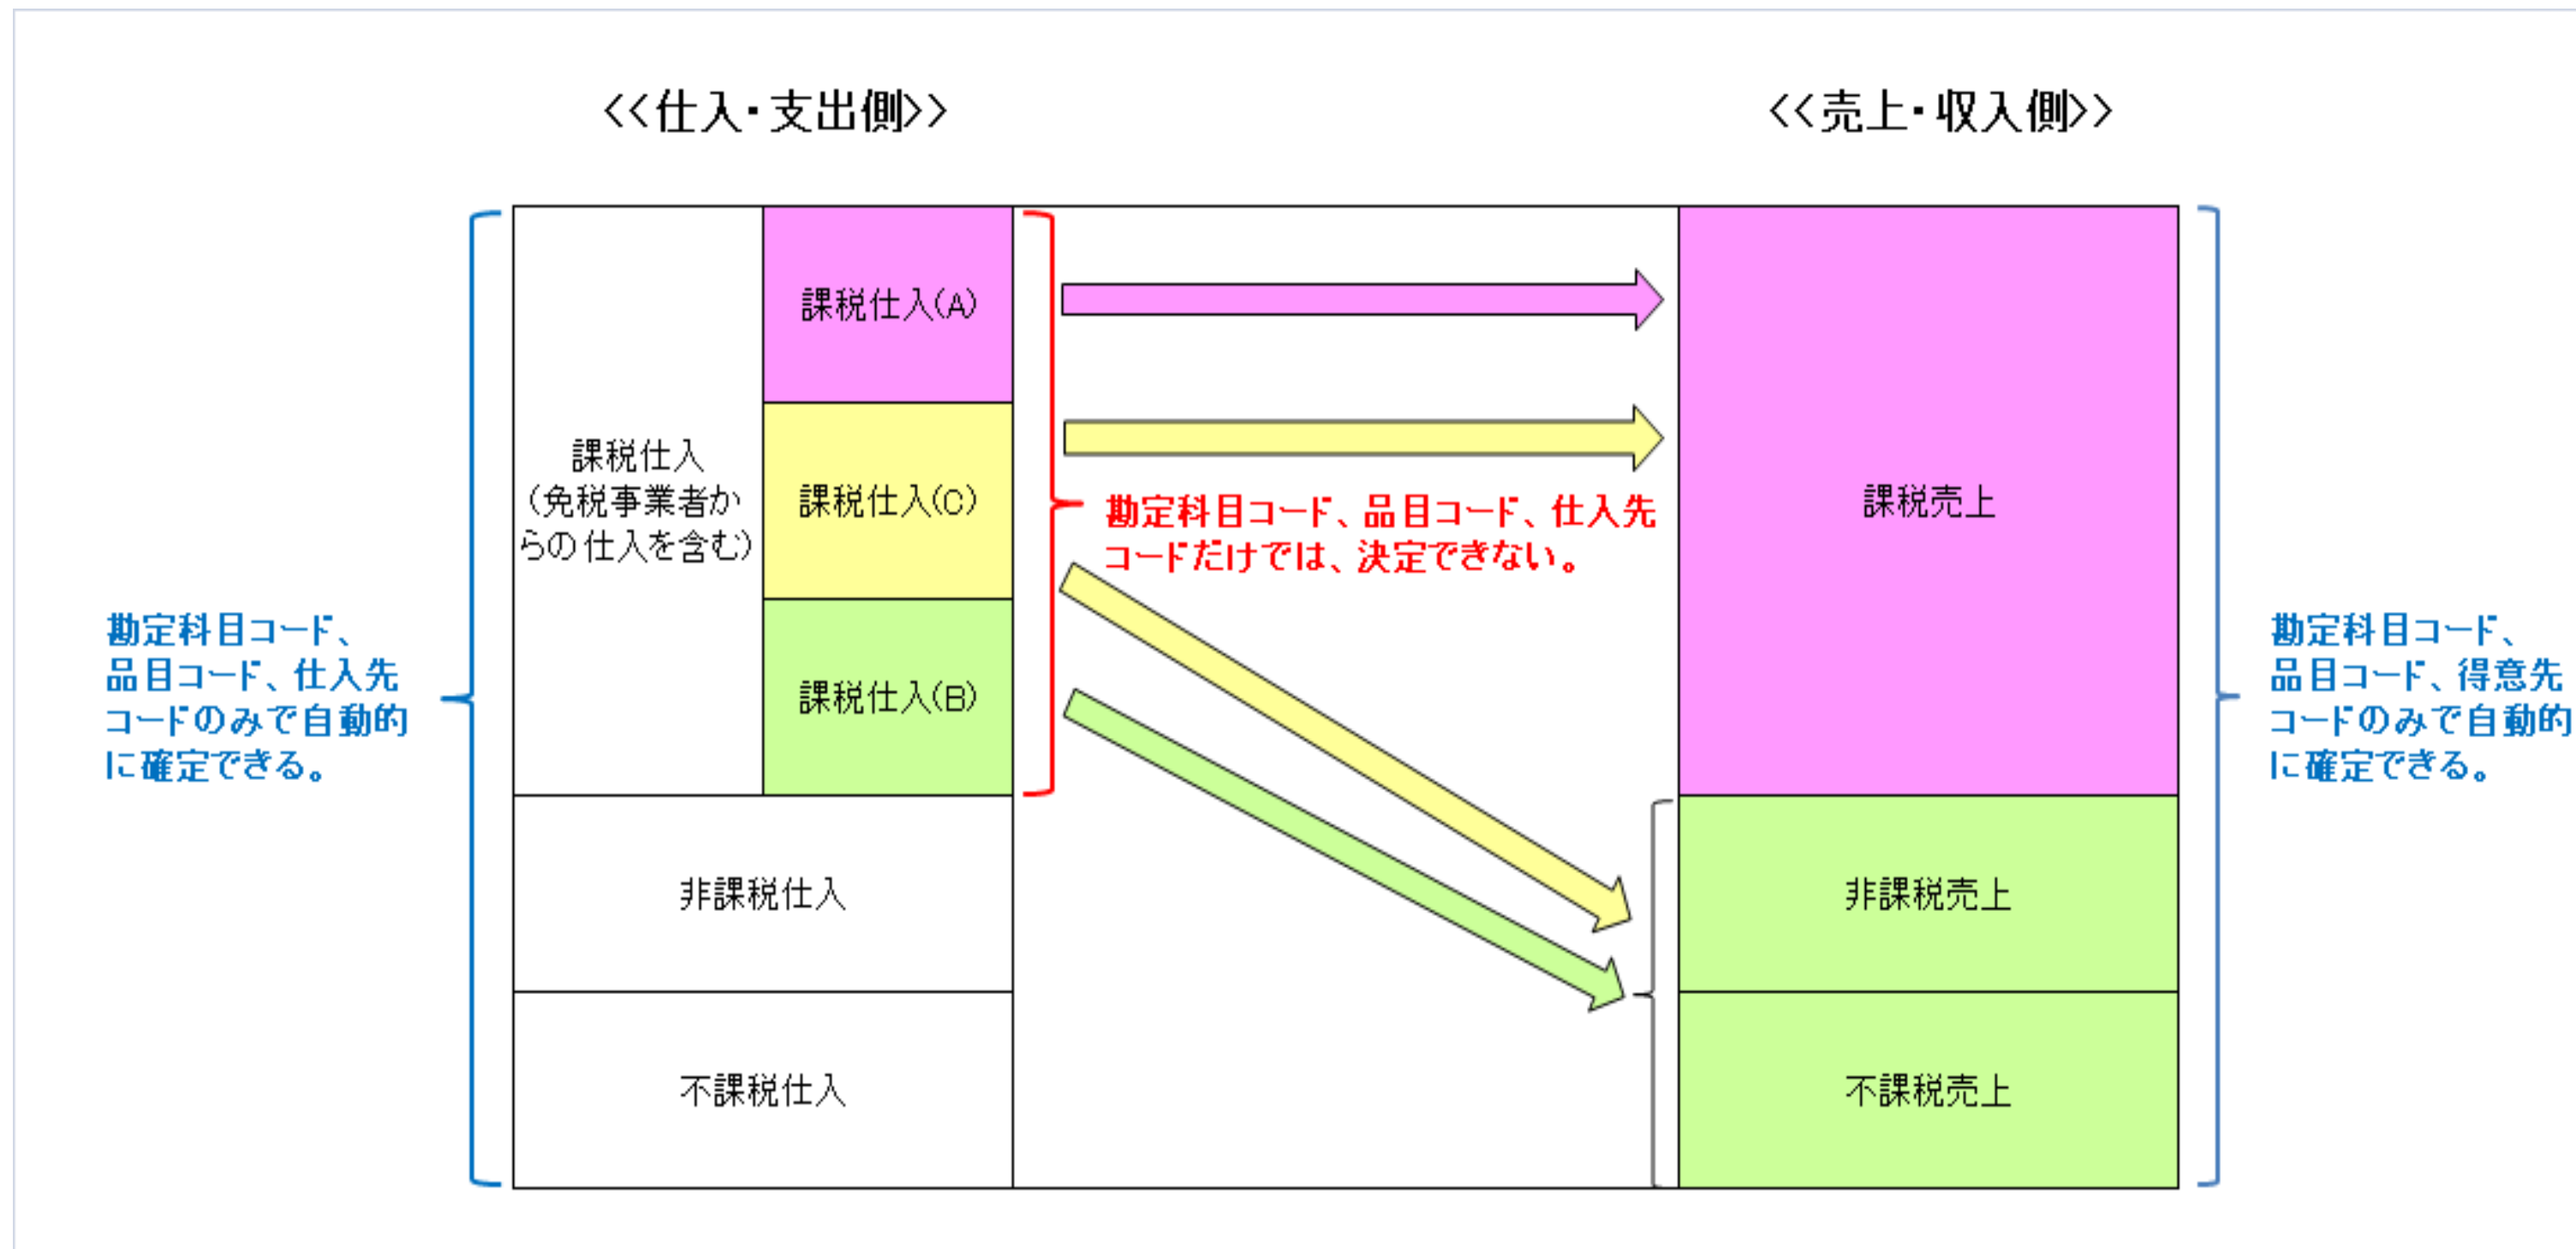 <<仕入・支出側>>
<<売上・収入側>>
課税仕入(A)
課税仕入
(免税事業者か
らの仕入を含む)
課税仕入(C)
課税仕入(B)
非課税仕入
不課税仕入
勘定科目コード、
品目コード、仕入先
コードのみで自動的
に確定できる。
勘定科目コード、品目コード、仕入先
コードだけでは、決定できない。
課税売上
非課税売上
不課税売上
勘定科目コード、
品目コード、得意先
コードのみで自動的
に確定できる。